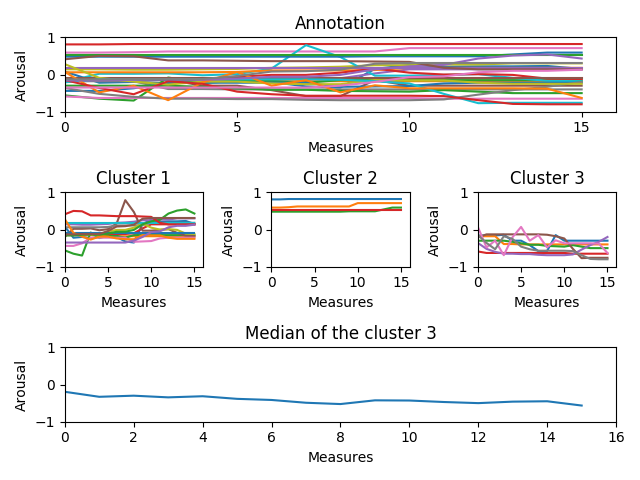 Annotation
1
0
−1
Arousal
0 5 10 15
Measures
Cluster 1 Cluster 2 Cluster 3
1 1 1
0 0 0
−1 −1 −1
Arousal Arousal Arousal
0 5 10 15 0 5 10 15 0 5 10 15
Measures Measures Measures
Median of the cluster 3
1
0
−1
Arousal
0 2 4 6 8 10 12 14 16
Measures